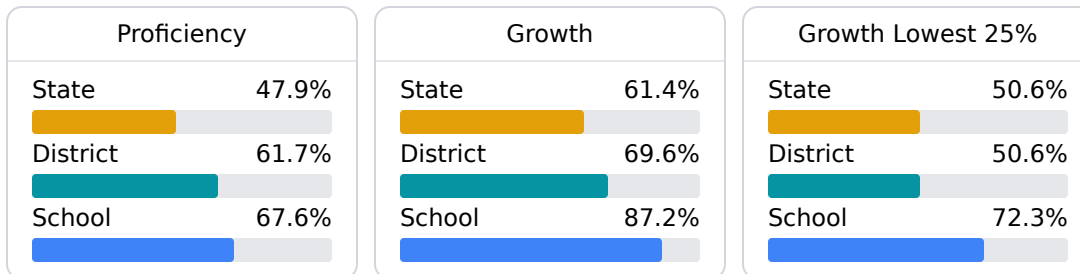 Proficiency
State 47.9%
District 61.7%
School 67.6%
Growth
State 61.4%
District 69.6%
School 87.2%
Growth Lowest 25%
State 50.6%
District 50.6%
School 72.3%